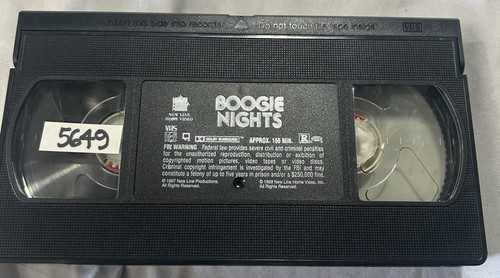 Insert this side into recorder
Do not touch the tape inside
VHS
NEW LINE
HOME VIDEO
BOOGIE
NIGHTS
5649
VHS
DOLBY SURROUND
APPROX. 156 MIN.
R
FBI WARNING Federal law provides severe civil and criminal penalties
for the unauthorized reproduction, distribution or exhibition of
copyrighted motion pictures, video tapes or video discs.
Criminal copyright infringement is investigated by the FBI and may
constitute a felony of up to five years in prison and/or a $250,000 fine.
© 1997 New Line Productions.
All Rights Reserved.
© 1998 New Line Home Video, Inc.
All Rights Reserved.